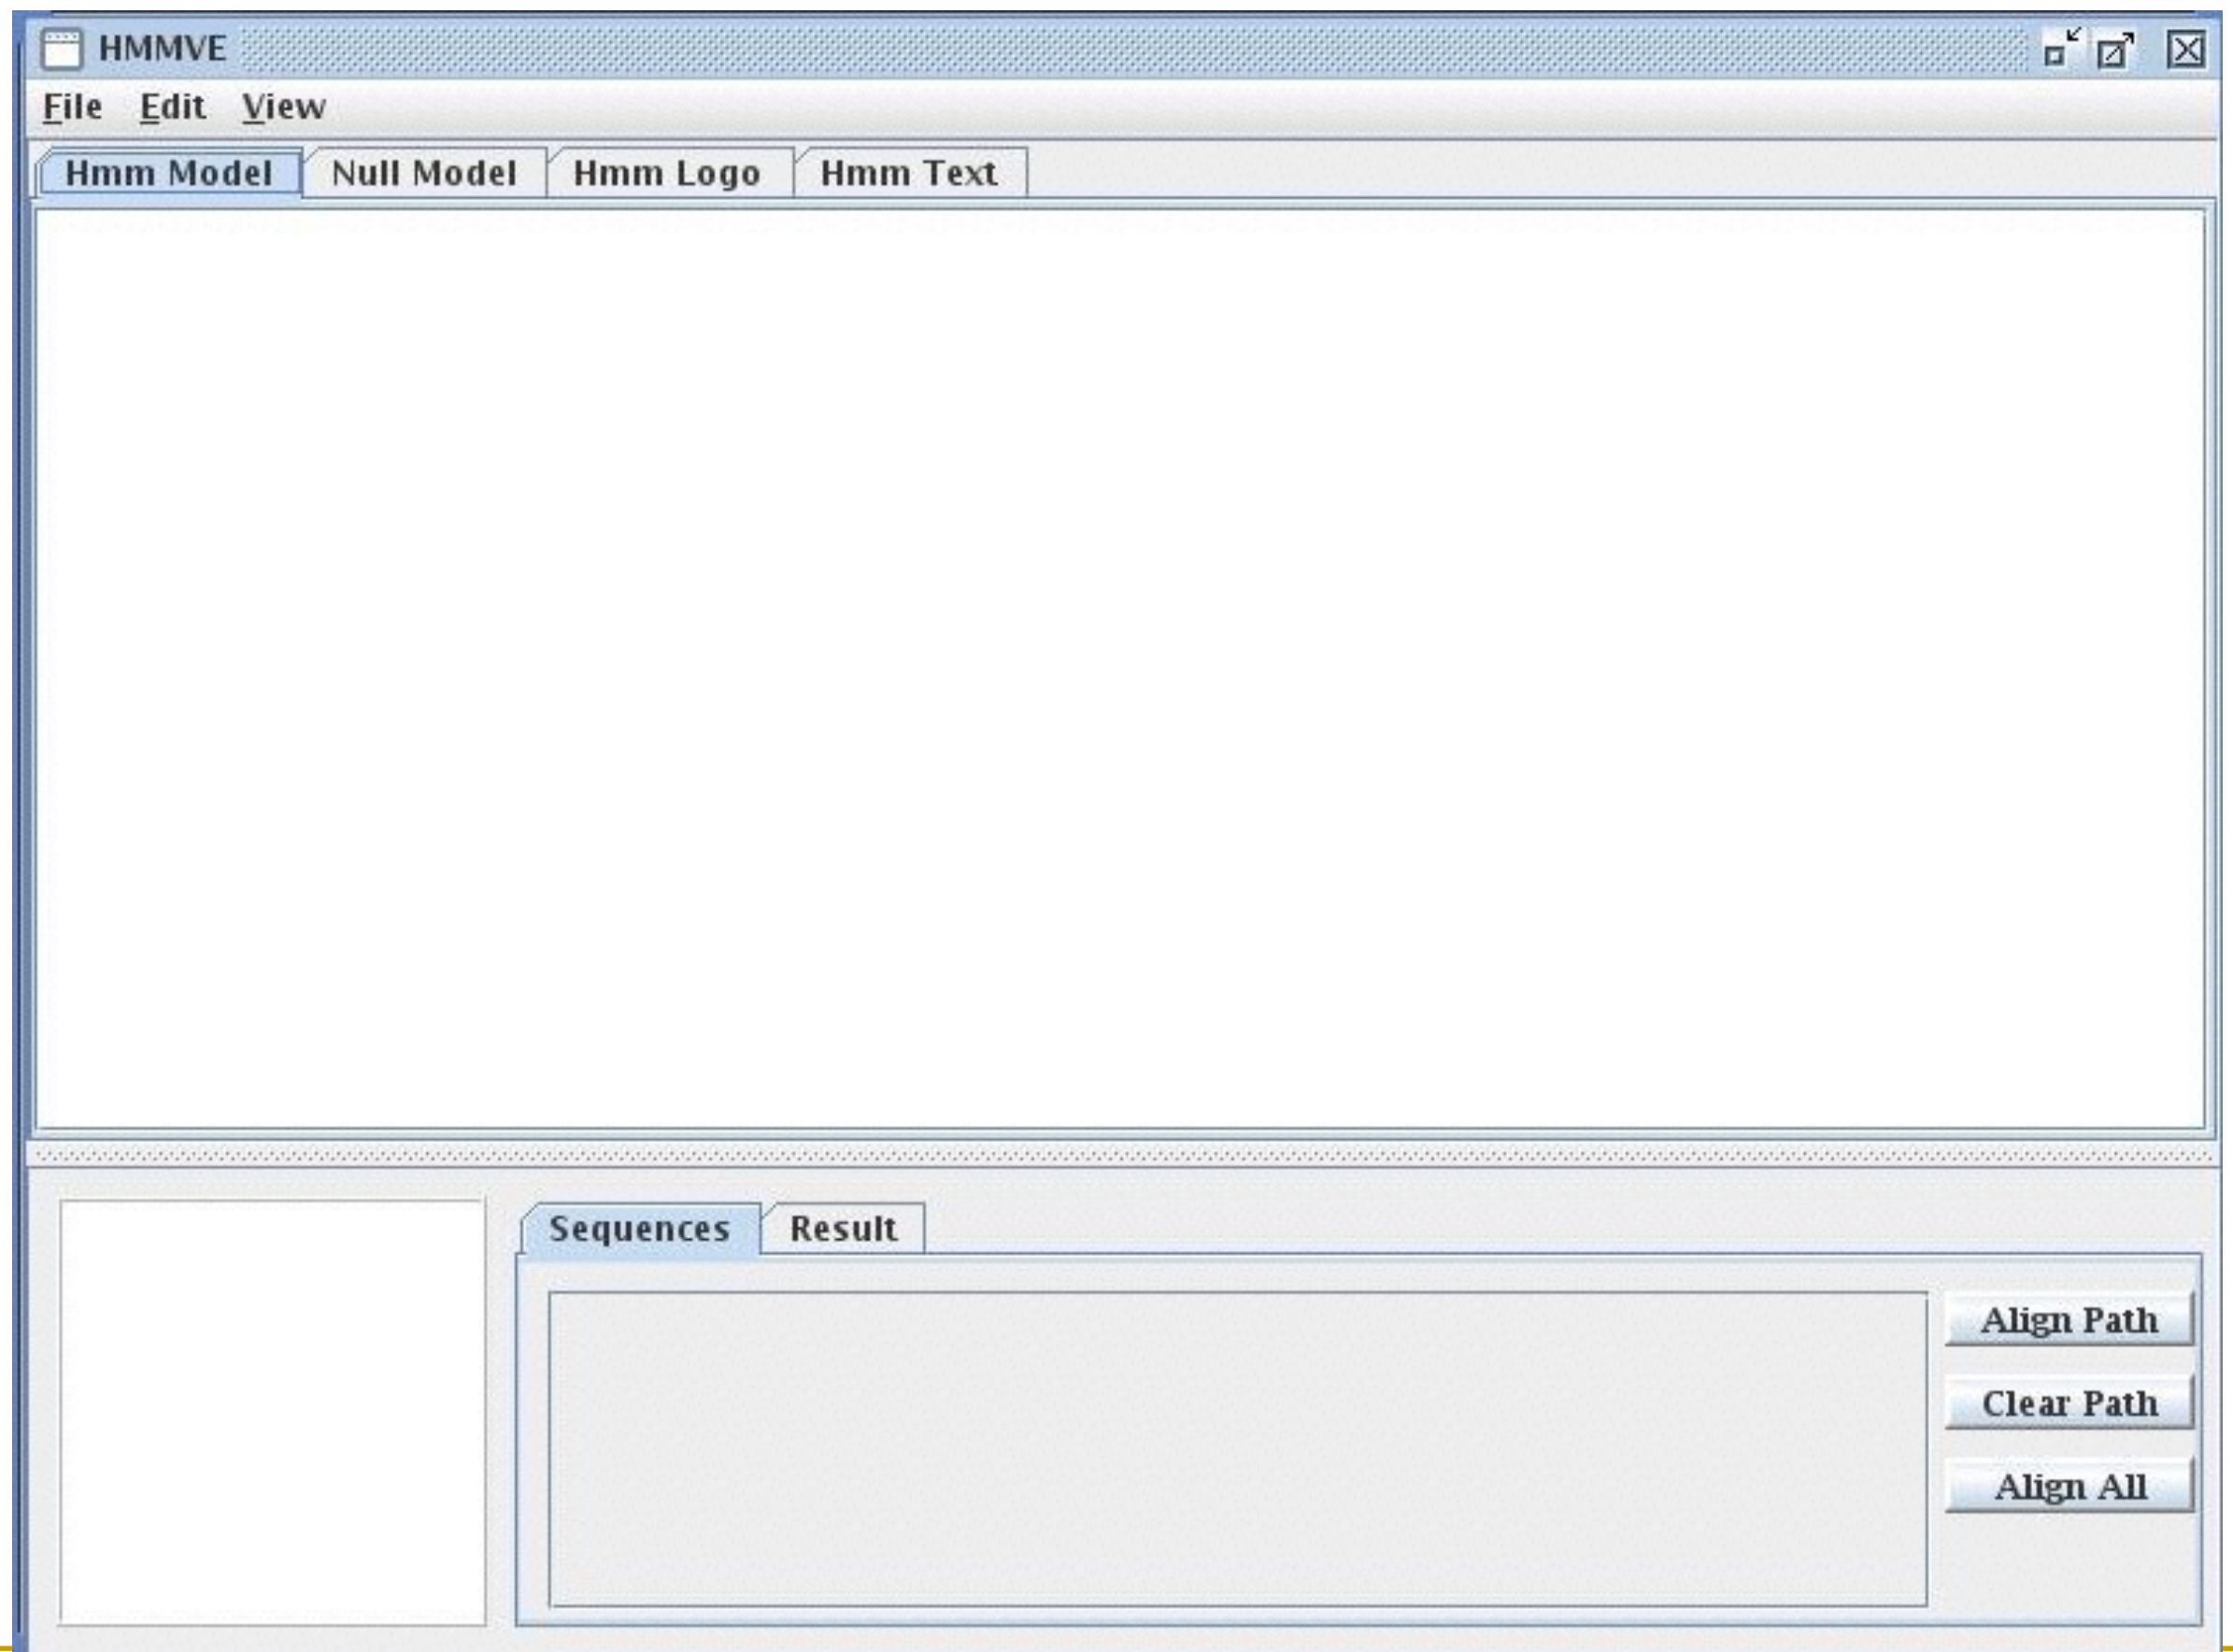 HMMVE
File Edit View
Hmm Model Null Model Hmm Logo Hmm Text
Sequences Result
Align Path
Clear Path
Align All